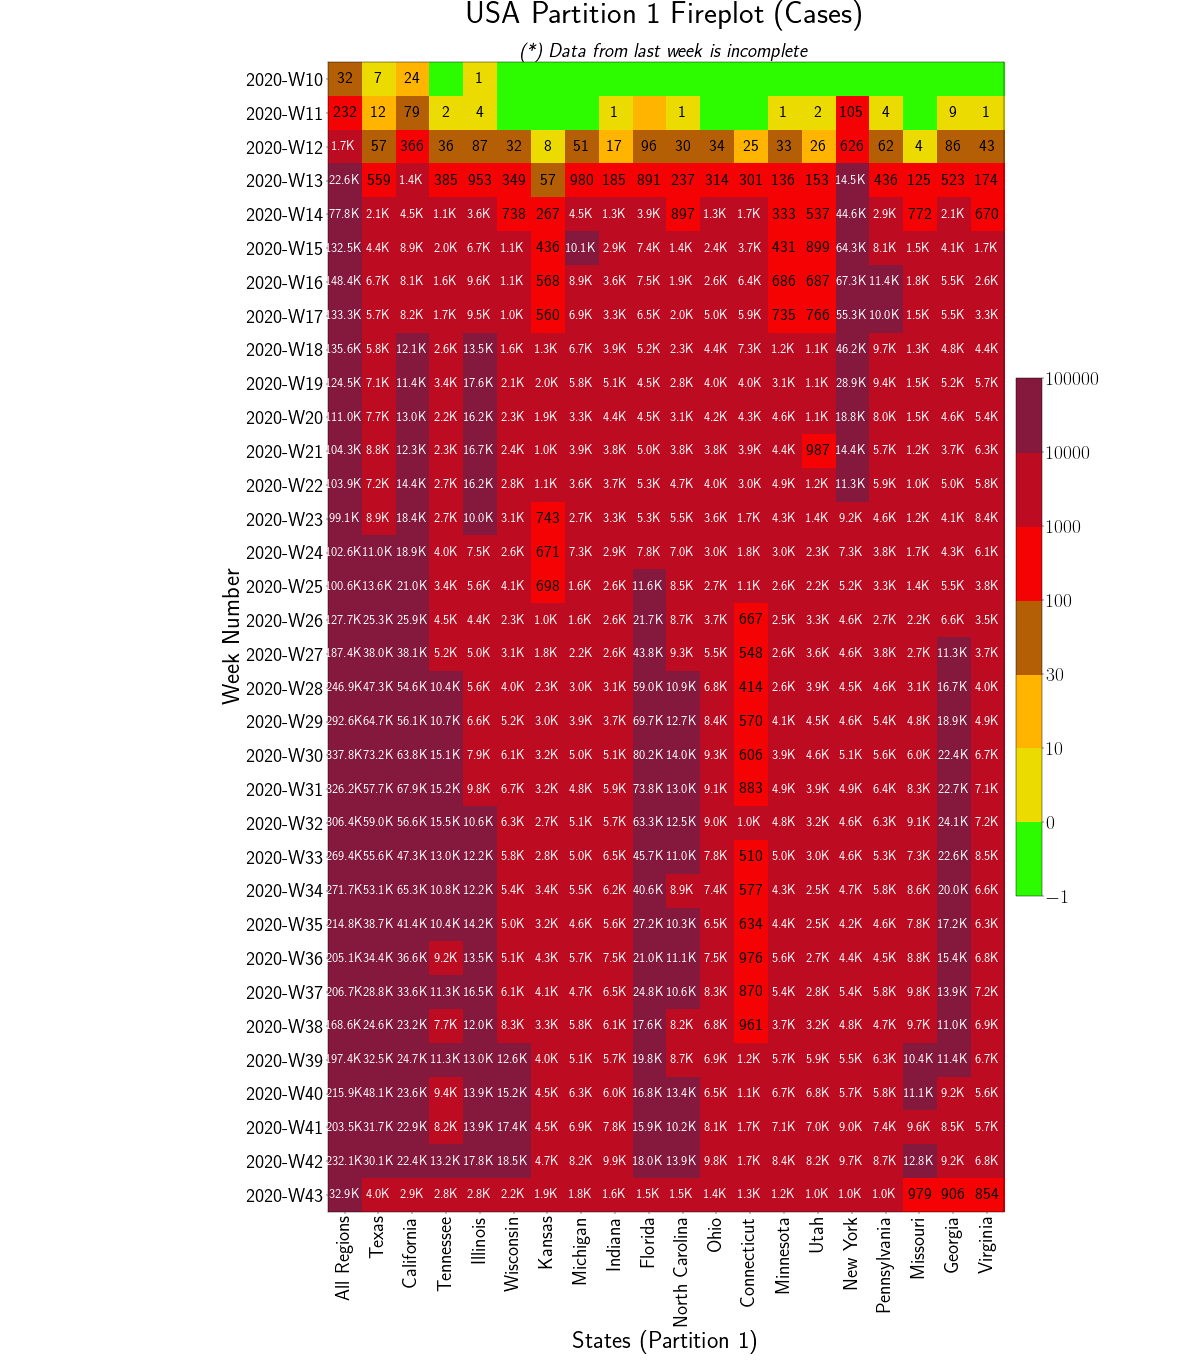 USA Partition 1 Fireplot (Cases)
(*) Data from last week is incomplete
2020-W10 32 7 24 1
2020-W11 232 12 79 2 4 1 1 1 2 105 4 9 1
2020-W12 1.7K 57 366 36 87 32 8 51 17 96 30 34 25 33 26 626 62 4 86 43
2020-W13 22.6K 559 1.4K 385 953 349 57 980 185 891 237 314 301 136 153 14.5K 436 125 523 174
2020-W14 77.8K 2.1K 4.5K 1.1K 3.6K 738 267 4.5K 1.3K 3.9K 897 1.3K 1.7K 333 537 44.6K 2.9K 772 2.1K 670
2020-W15 132.5K 4.4K 8.9K 2.0K 6.7K 1.1K 436 10.1K 2.9K 7.4K 1.4K 2.4K 3.7K 431 899 64.3K 8.1K 1.5K 4.1K 1.7K
2020-W16 148.4K 6.7K 8.1K 1.6K 9.6K 1.1K 568 8.9K 3.6K 7.5K 1.9K 2.6K 6.4K 686 687 67.3K 11.4K 1.8K 5.5K 2.6K
2020-W17 133.3K 5.7K 8.2K 1.7K 9.5K 1.0K 560 6.9K 3.3K 6.5K 2.0K 5.0K 5.9K 735 766 55.3K 10.0K 1.5K 5.5K 3.3K
2020-W18 135.6K 5.8K 12.1K 2.6K 13.5K 1.6K 1.3K 6.7K 3.9K 5.2K 2.3K 4.4K 7.3K 1.2K 1.1K 46.2K 9.7K 1.3K 4.8K 4.4K
2020-W19 124.5K 7.1K 11.4K 3.4K 17.6K 2.1K 2.0K 5.8K 5.1K 4.5K 2.8K 4.0K 4.0K 3.1K 1.1K 28.9K 9.4K 1.5K 5.2K 5.7K
2020-W20 111.0K 7.7K 13.0K 2.2K 16.2K 2.3K 1.9K 3.3K 4.4K 4.5K 3.1K 4.2K 4.3K 4.6K 1.1K 18.8K 8.0K 1.5K 4.6K 5.4K
2020-W21 104.3K 8.8K 12.3K 2.3K 16.7K 2.4K 1.0K 3.9K 3.8K 5.0K 3.8K 3.8K 3.9K 4.4K 987 14.4K 5.7K 1.2K 3.7K 6.3K
2020-W22 103.9K 7.2K 14.4K 2.7K 16.2K 2.8K 1.1K 3.6K 3.7K 5.3K 4.7K 4.0K 3.0K 4.9K 1.2K 11.3K 5.9K 1.0K 5.0K 5.8K
2020-W23 99.1K 8.9K 18.4K 2.7K 10.0K 3.1K 743 2.7K 3.3K 5.3K 5.5K 3.6K 1.7K 4.3K 1.4K 9.2K 4.6K 1.2K 4.1K 8.4K
2020-W24 102.6K 11.0K 18.9K 4.0K 7.5K 2.6K 671 7.3K 2.9K 7.8K 7.0K 3.0K 1.8K 3.0K 2.3K 7.3K 3.8K 1.7K 4.3K 6.1K
2020-W25 100.6K 13.6K 21.0K 3.4K 5.6K 4.1K 698 1.6K 2.6K 11.6K 8.5K 2.7K 1.1K 2.6K 2.2K 5.2K 3.3K 1.4K 5.5K 3.8K
2020-W26 127.7K 25.3K 25.9K 4.5K 4.4K 2.3K 1.0K 1.6K 2.6K 21.7K 8.7K 3.7K 667 2.5K 3.3K 4.6K 2.7K 2.2K 6.6K 3.5K
2020-W27 187.4K 38.0K 38.1K 5.2K 5.0K 3.1K 1.8K 2.2K 2.6K 43.8K 9.3K 5.5K 548 2.6K 3.6K 4.6K 3.8K 2.7K 11.3K 3.7K
2020-W28 246.9K 47.3K 54.6K 10.4K 5.6K 4.0K 2.3K 3.0K 3.1K 59.0K 10.9K 6.8K 414 2.6K 3.9K 4.5K 4.6K 3.1K 16.7K 4.0K
2020-W29 292.6K 64.7K 56.1K 10.7K 6.6K 5.2K 3.0K 3.9K 3.7K 69.7K 12.7K 8.4K 570 4.1K 4.5K 4.6K 5.4K 4.8K 18.9K 4.9K
2020-W30 337.8K 73.2K 63.8K 15.1K 7.9K 6.1K 3.2K 5.0K 5.1K 80.2K 14.0K 9.3K 606 3.9K 4.6K 5.1K 5.6K 6.0K 22.4K 6.7K
2020-W31 326.2K 57.7K 67.9K 15.2K 9.8K 6.7K 3.2K 4.8K 5.9K 73.8K 13.0K 9.1K 883 4.9K 3.9K 4.9K 6.4K 8.3K 22.7K 7.1K
2020-W32 306.4K 59.0K 56.6K 15.5K 10.6K 6.3K 2.7K 5.1K 5.7K 63.3K 12.5K 9.0K 1.0K 4.8K 3.2K 4.6K 6.3K 9.1K 24.1K 7.2K
2020-W33 269.4K 55.6K 47.3K 13.0K 12.2K 5.8K 2.8K 5.0K 6.5K 45.7K 11.0K 7.8K 510 5.0K 3.0K 4.6K 5.3K 7.3K 22.6K 8.5K
2020-W34 271.7K 53.1K 65.3K 10.8K 12.2K 5.4K 3.4K 5.5K 6.2K 40.6K 8.9K 7.4K 577 4.3K 2.5K 4.7K 5.8K 8.6K 20.0K 6.6K
2020-W35 214.8K 38.7K 41.4K 10.4K 14.2K 5.0K 3.2K 4.6K 5.6K 27.2K 10.3K 6.5K 634 4.4K 2.5K 4.2K 4.6K 7.8K 17.2K 6.3K
2020-W36 205.1K 34.4K 36.6K 9.2K 13.5K 5.1K 4.3K 5.7K 7.5K 21.0K 11.1K 7.5K 976 5.6K 2.7K 4.4K 4.5K 8.8K 15.4K 6.8K
2020-W37 206.7K 28.8K 33.6K 11.3K 16.5K 6.1K 4.1K 4.7K 6.5K 24.8K 10.6K 8.3K 870 5.4K 2.8K 5.4K 5.8K 9.8K 13.9K 7.2K
2020-W38 168.6K 24.6K 23.2K 7.7K 12.0K 8.3K 3.3K 5.8K 6.1K 17.6K 8.2K 6.8K 961 3.7K 3.2K 4.8K 4.7K 9.7K 11.0K 6.9K
2020-W39 197.4K 32.5K 24.7K 11.3K 13.0K 12.6K 4.0K 5.1K 5.7K 19.8K 8.7K 6.9K 1.2K 5.7K 5.9K 5.5K 6.3K 10.4K 11.4K 6.7K
2020-W40 215.9K 48.1K 23.6K 9.4K 13.9K 15.2K 4.5K 6.3K 6.0K 16.8K 13.4K 6.5K 1.1K 6.7K 6.8K 5.7K 5.8K 11.1K 9.2K 5.6K
2020-W41 203.5K 31.7K 22.9K 8.2K 13.9K 17.4K 4.5K 6.9K 7.8K 15.9K 10.2K 8.1K 1.7K 7.1K 7.0K 9.0K 7.4K 9.6K 8.5K 5.7K
2020-W42 232.1K 30.1K 22.4K 13.2K 17.8K 18.5K 4.7K 8.2K 9.9K 18.0K 13.9K 9.8K 1.7K 8.4K 8.2K 9.7K 8.7K 12.8K 9.2K 6.8K
2020-W43 32.9K 4.0K 2.9K 2.8K 2.8K 2.2K 1.9K 1.8K 1.6K 1.5K 1.5K 1.4K 1.3K 1.2K 1.0K 1.0K 1.0K 979 906 854
Week Number
All Regions
Texas
California
Tennessee
Illinois
Wisconsin
Kansas
Michigan
Indiana
Florida
North Carolina
Ohio
Connecticut
Minnesota
Utah
New York
Pennsylvania
Missouri
Georgia
Virginia
States (Partition 1)
100000
10000
1000
100
30
10
0
−1